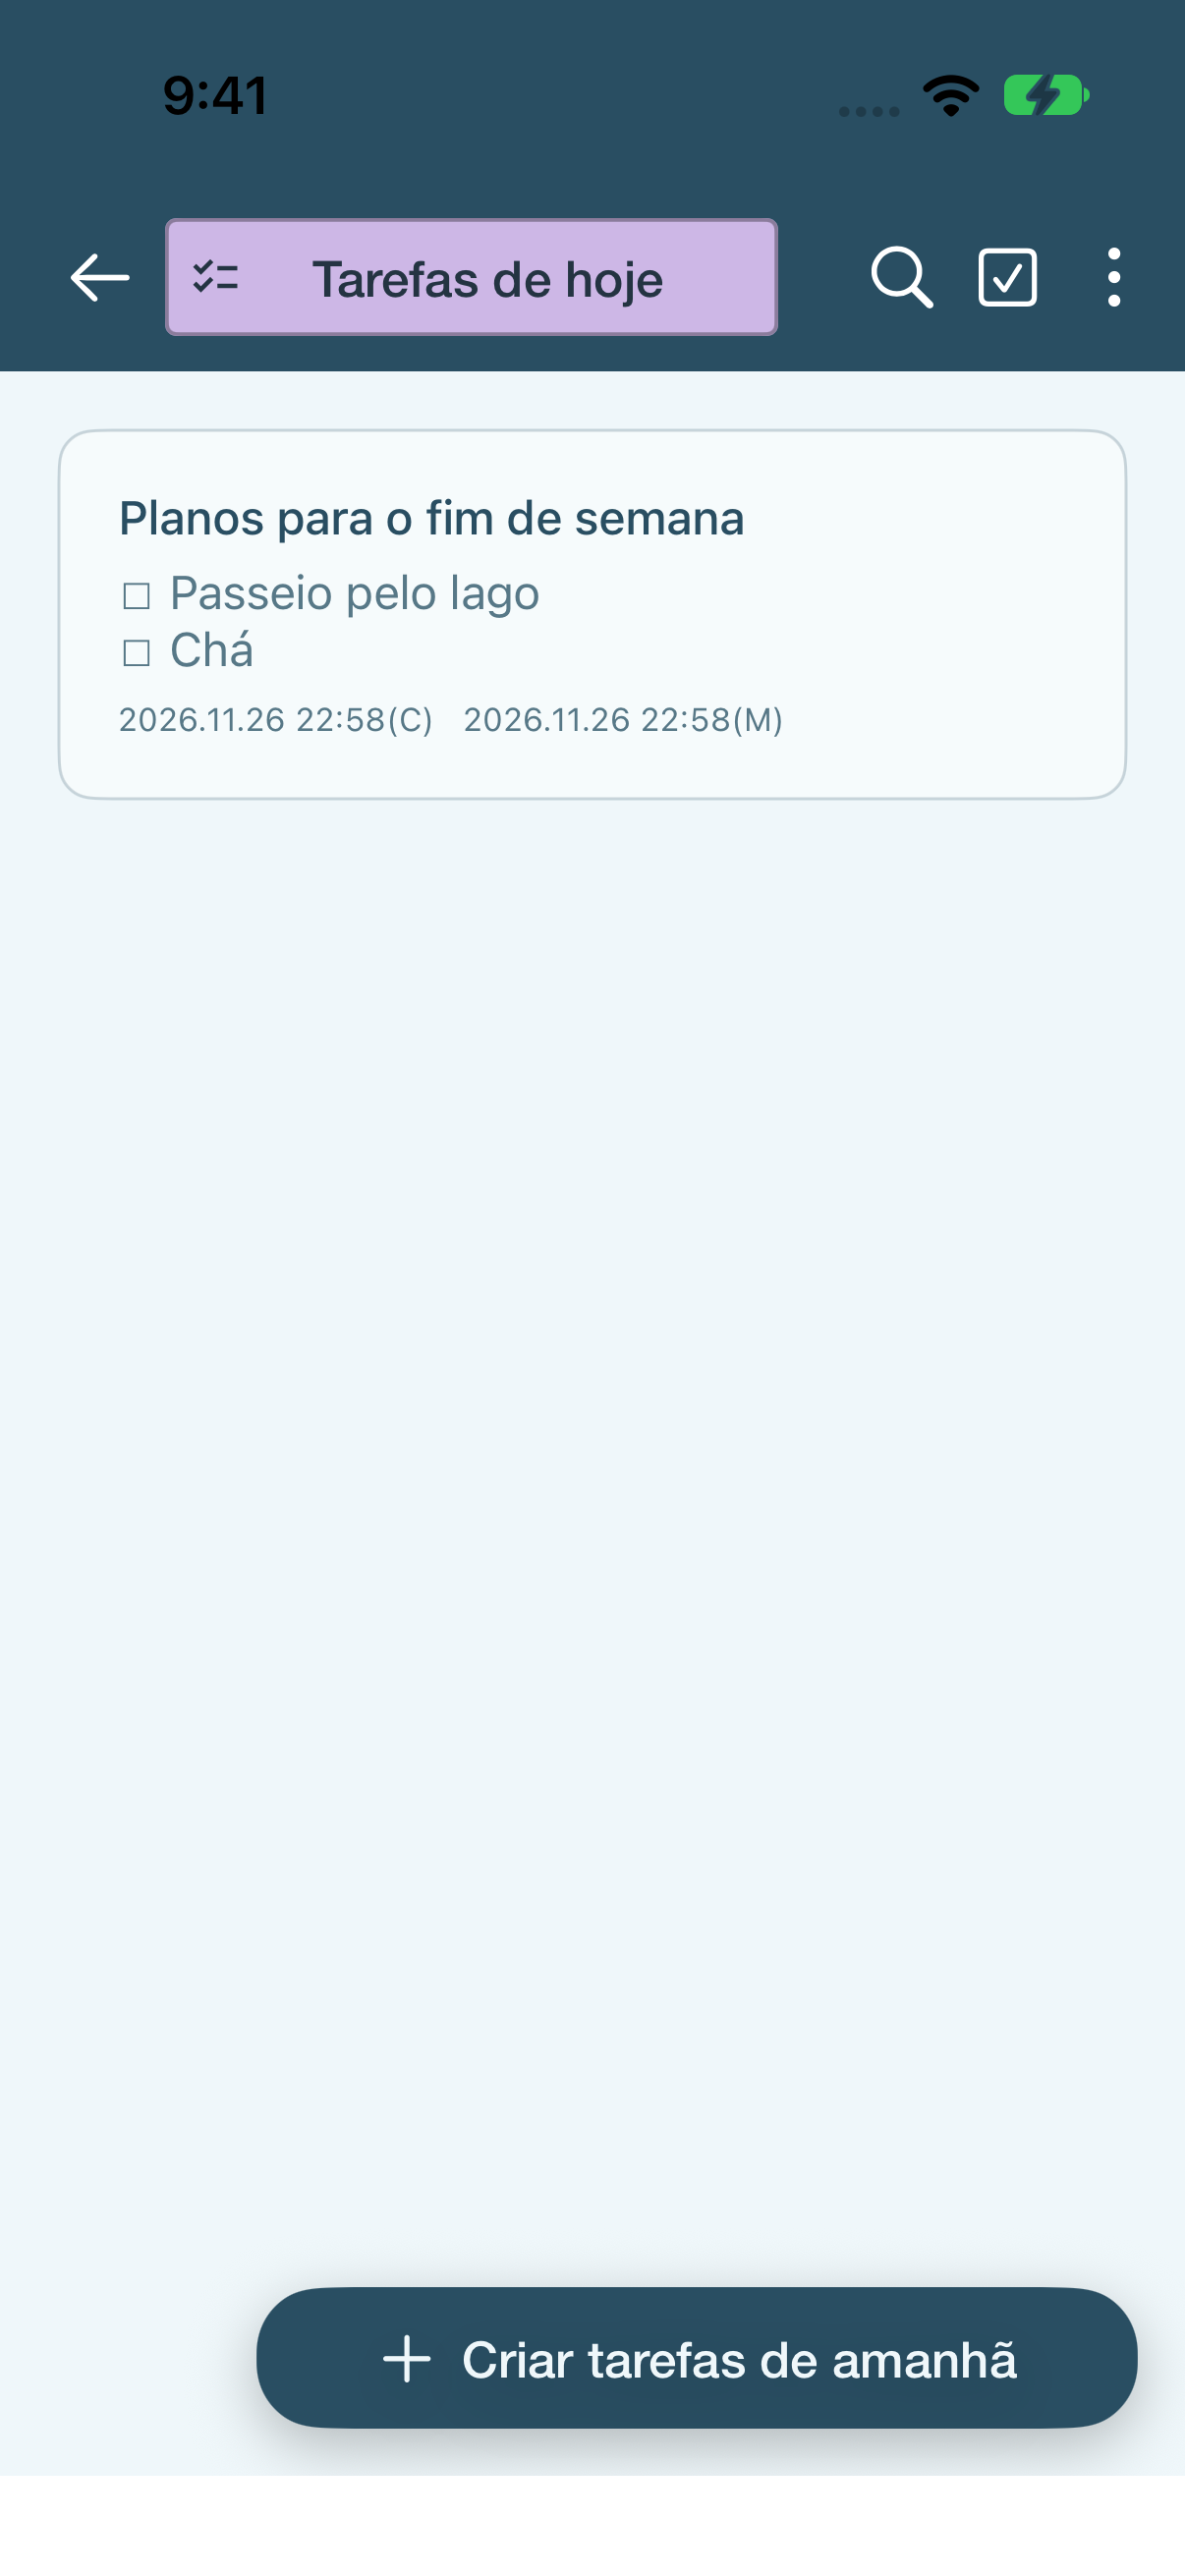 9:41
Tarefas de hoje
Planos para o fim de semana
☐ Passeio pelo lago
☐ Chá
2026.11.26 22:58(C) 2026.11.26 22:58(M)
Criar tarefas de amanhã